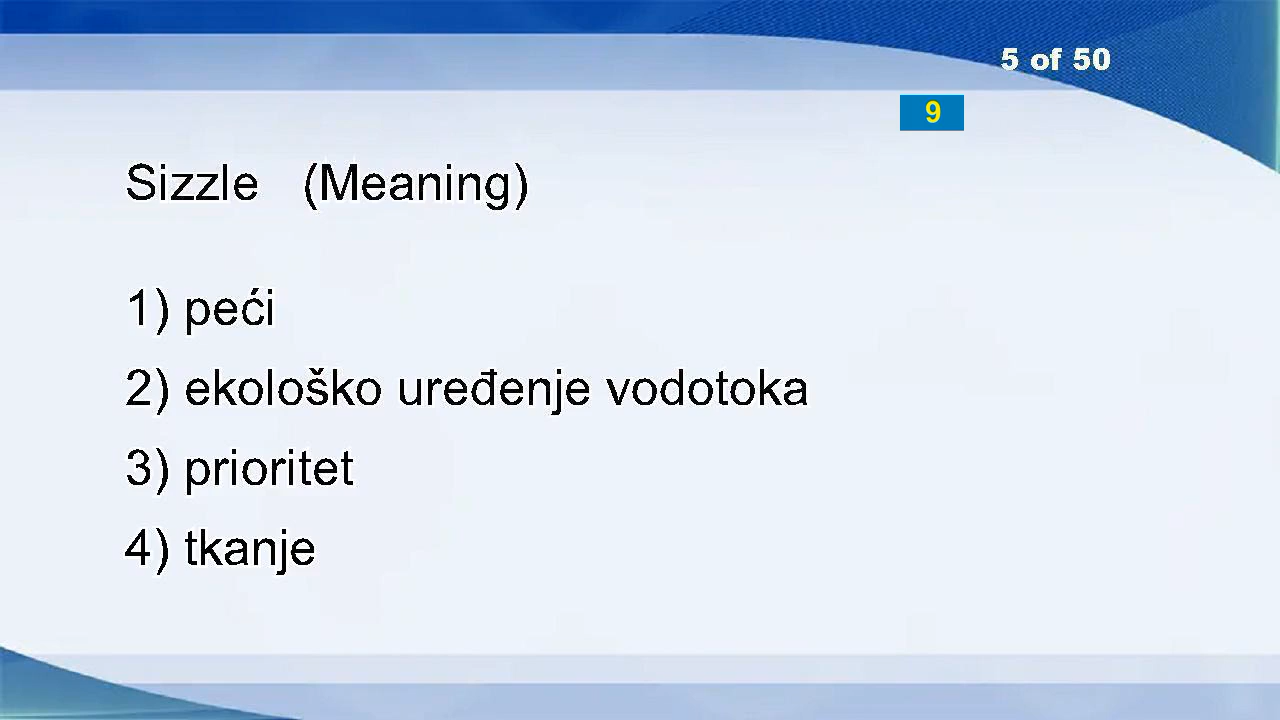 5 of 50
9
Sizzle (Meaning)
1) peći
2) ekološko uređenje vodotoka
3) prioritet
4) tkanje